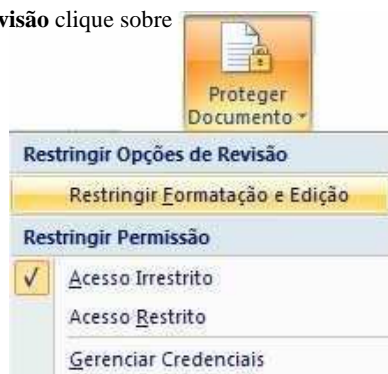 visão clique sobre
Proteger
Documento
Restringir Opções de Revisão
Restringir Formatação e Edição
Restringir Permissão
Acesso Irrestrito
Acesso Restrito
Gerenciar Credenciais